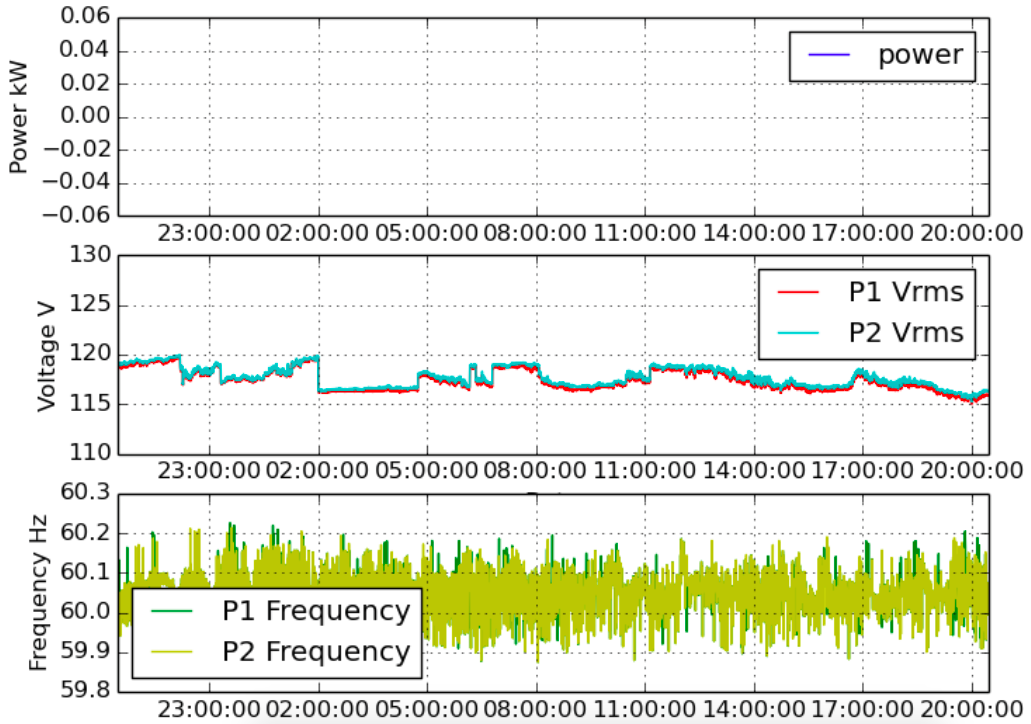 0.06
0.04
0.02
0.00
−0.02
−0.04
−0.06
Power kW
power
23:00:00 02:00:00 05:00:00 08:00:00 11:00:00 14:00:00 17:00:00 20:00:00
130
125
120
115
110
Voltage V
P1 Vrms
P2 Vrms
23:00:00 02:00:00 05:00:00 08:00:00 11:00:00 14:00:00 17:00:00 20:00:00
60.3
60.2
60.1
60.0
59.9
59.8
Frequency Hz
P1 Frequency
P2 Frequency
23:00:00 02:00:00 05:00:00 08:00:00 11:00:00 14:00:00 17:00:00 20:00:00